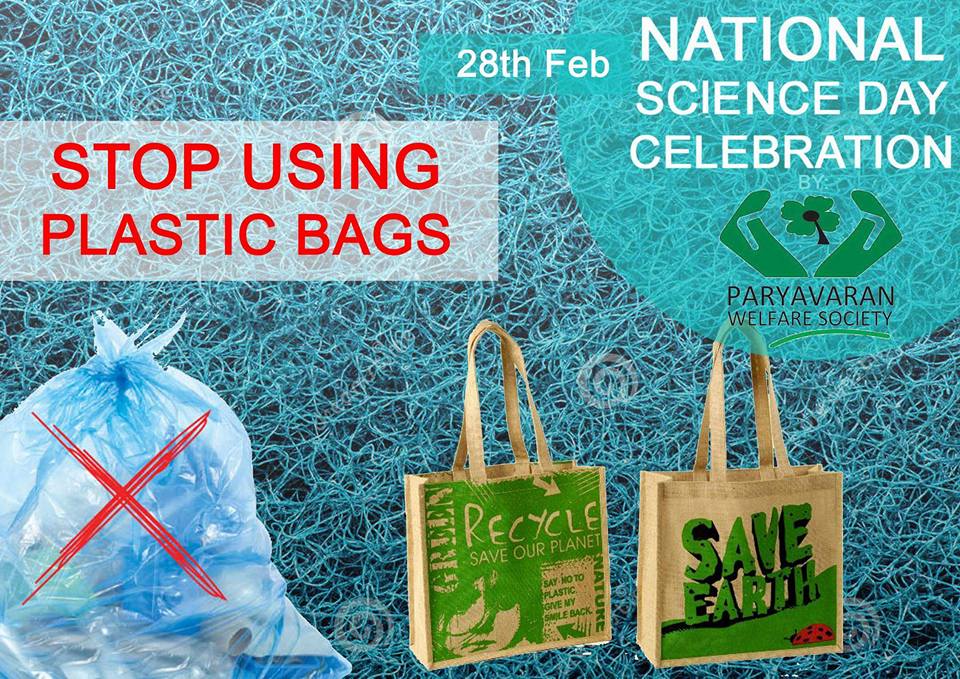 28th Feb
NATIONAL
SCIENCE DAY
CELEBRATION
BY:
PARYAVARAN
WELFARE SOCIETY
STOP USING
PLASTIC BAGS
GREEN
RECYCLE
SAVE OUR PLANET
SAY NO TO
PLASTIC.
GIVE MY
SMILE BACK.
NATURE
SAVE
EARTH